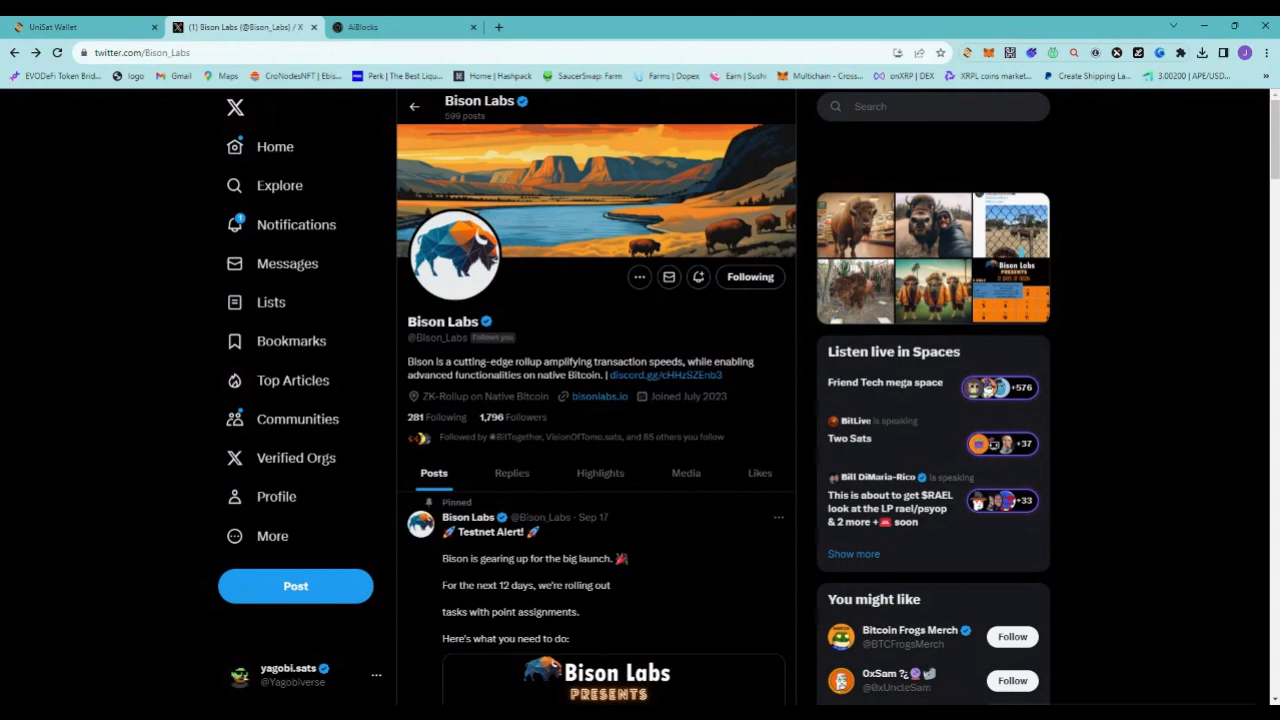 UniSat Wallet
(1) Bison Labs (@Bison_Labs) / X
AiBlocks
twitter.com/Bison_Labs
EVODeFi Token Brid...
logo
Gmail
Maps
CroNodesNFT | Ebis...
Perk | The Best Liqu...
Home | Hashpack
SaucerSwap: Farm
Farms | Dopex
Earn | Sushi
Multichain - Cross...
onXRP | DEX
XRPL coins market...
Create Shipping La...
3.00200 | APE/USD...
Home
Explore
Notifications
Messages
Lists
Bookmarks
Top Articles
Communities
Verified Orgs
Profile
More
Post
yagobi.sats
@Yagobiverse
Bison Labs
599 posts
Following
Bison Labs
@Bison_Labs Follows you
Bison is a cutting-edge rollup amplifying transaction speeds, while enabling
advanced functionalities on native Bitcoin. | discord.gg/cHHzSZEnb3
ZK-Rollup on Native Bitcoin bisonlabs.io Joined July 2023
281 Following 1,796 Followers
Followed by BitTogether, VisionOfTomo.sats, and 85 others you follow
Posts Replies Highlights Media Likes
Pinned
Bison Labs @Bison_Labs · Sep 17
🚀 Testnet Alert! 🚀
Bison is gearing up for the big launch. 🎉
For the next 12 days, we're rolling out
tasks with point assignments.
Here's what you need to do:
Bison Labs
PRESENTS
Search
Bison Labs
PRESENTS
Listen live in Spaces
Friend Tech mega space
+576
BitLive is speaking
Two Sats
+37
Bill DiMaria-Rico is speaking
This is about to get $RAEL
look at the LP rael/psyop
& 2 more + 🚨 soon
+33
Show more
You might like
Bitcoin Frogs Merch
@BTCFrogsMerch
Follow
0xSam ?¿
@0xUncleSam
Follow